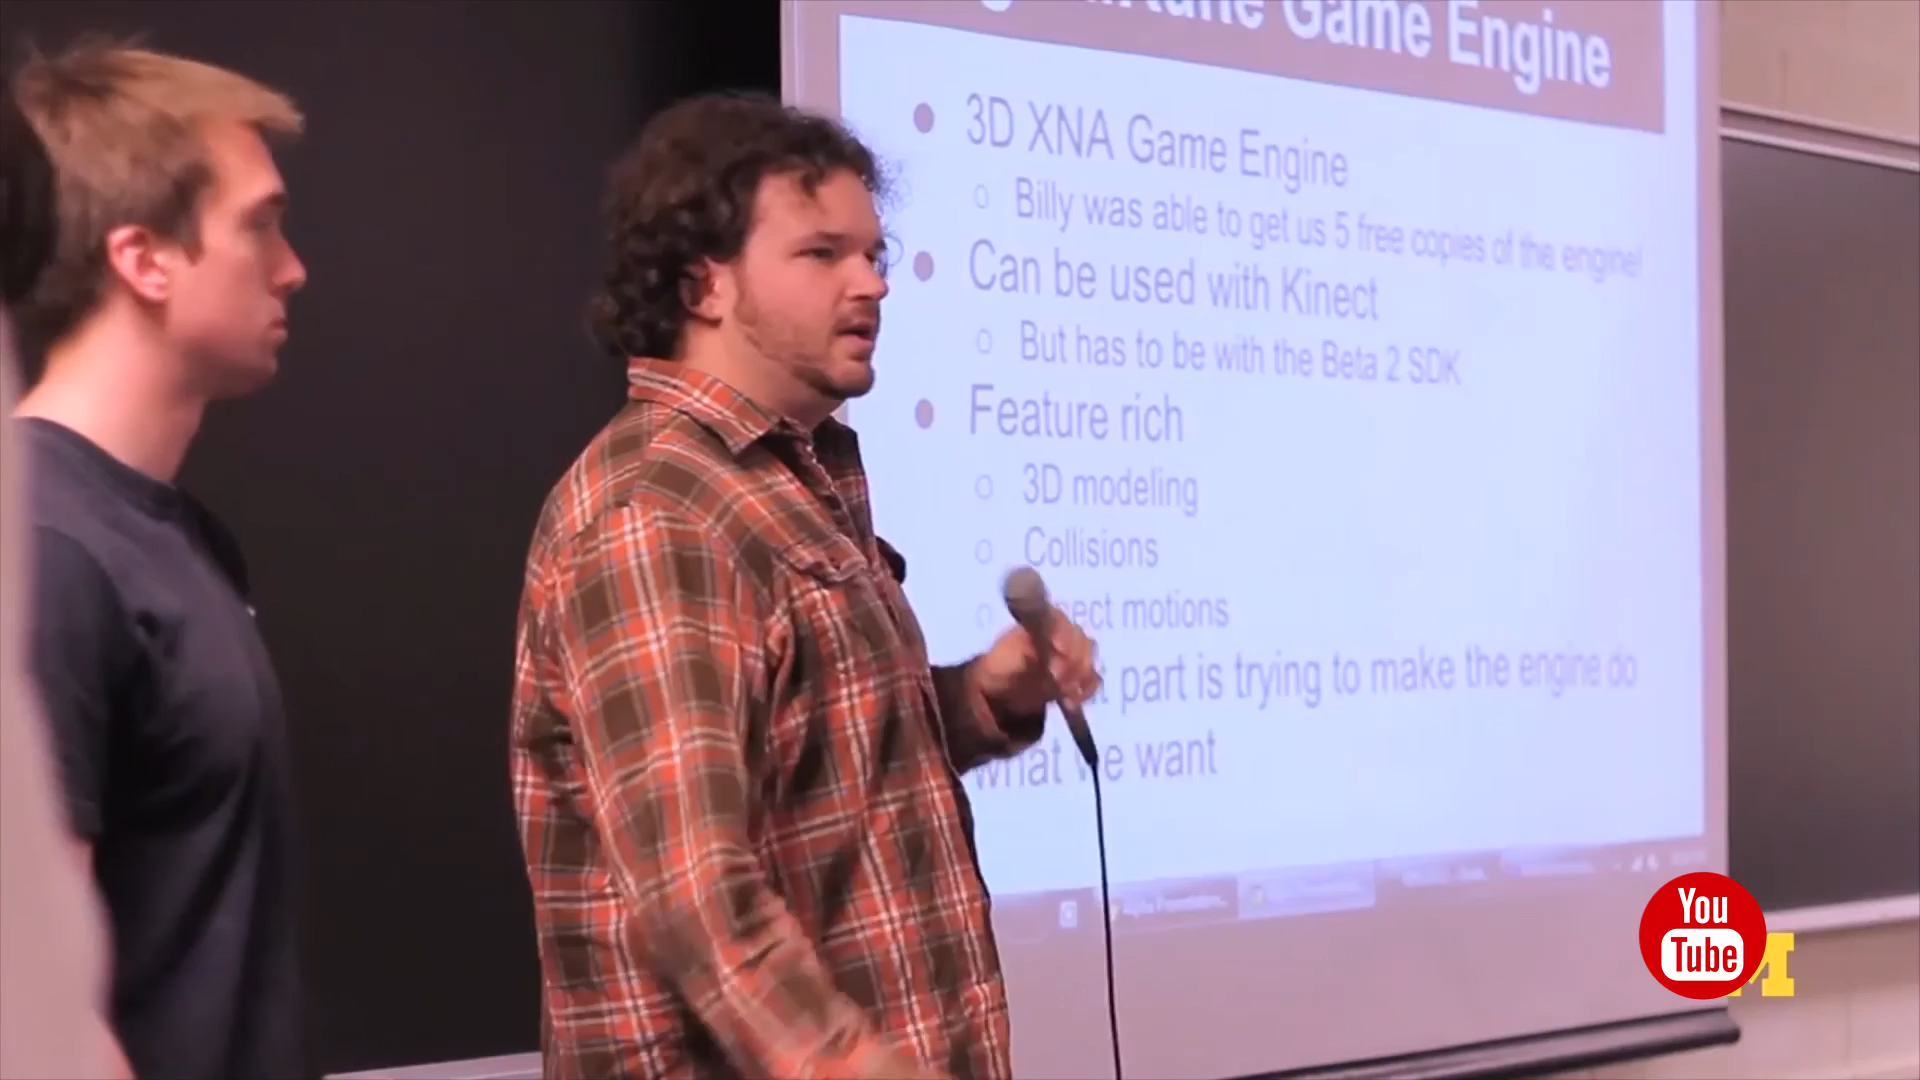 Game Engine
3D XNA Game Engine
Billy was able to get us 5 free copies of the engine!
Can be used with Kinect
But has to be with the Beta 2 SDK
Feature rich
3D modeling
Collisions
motions
part is trying to make the engine do
what we want
You
Tube
M